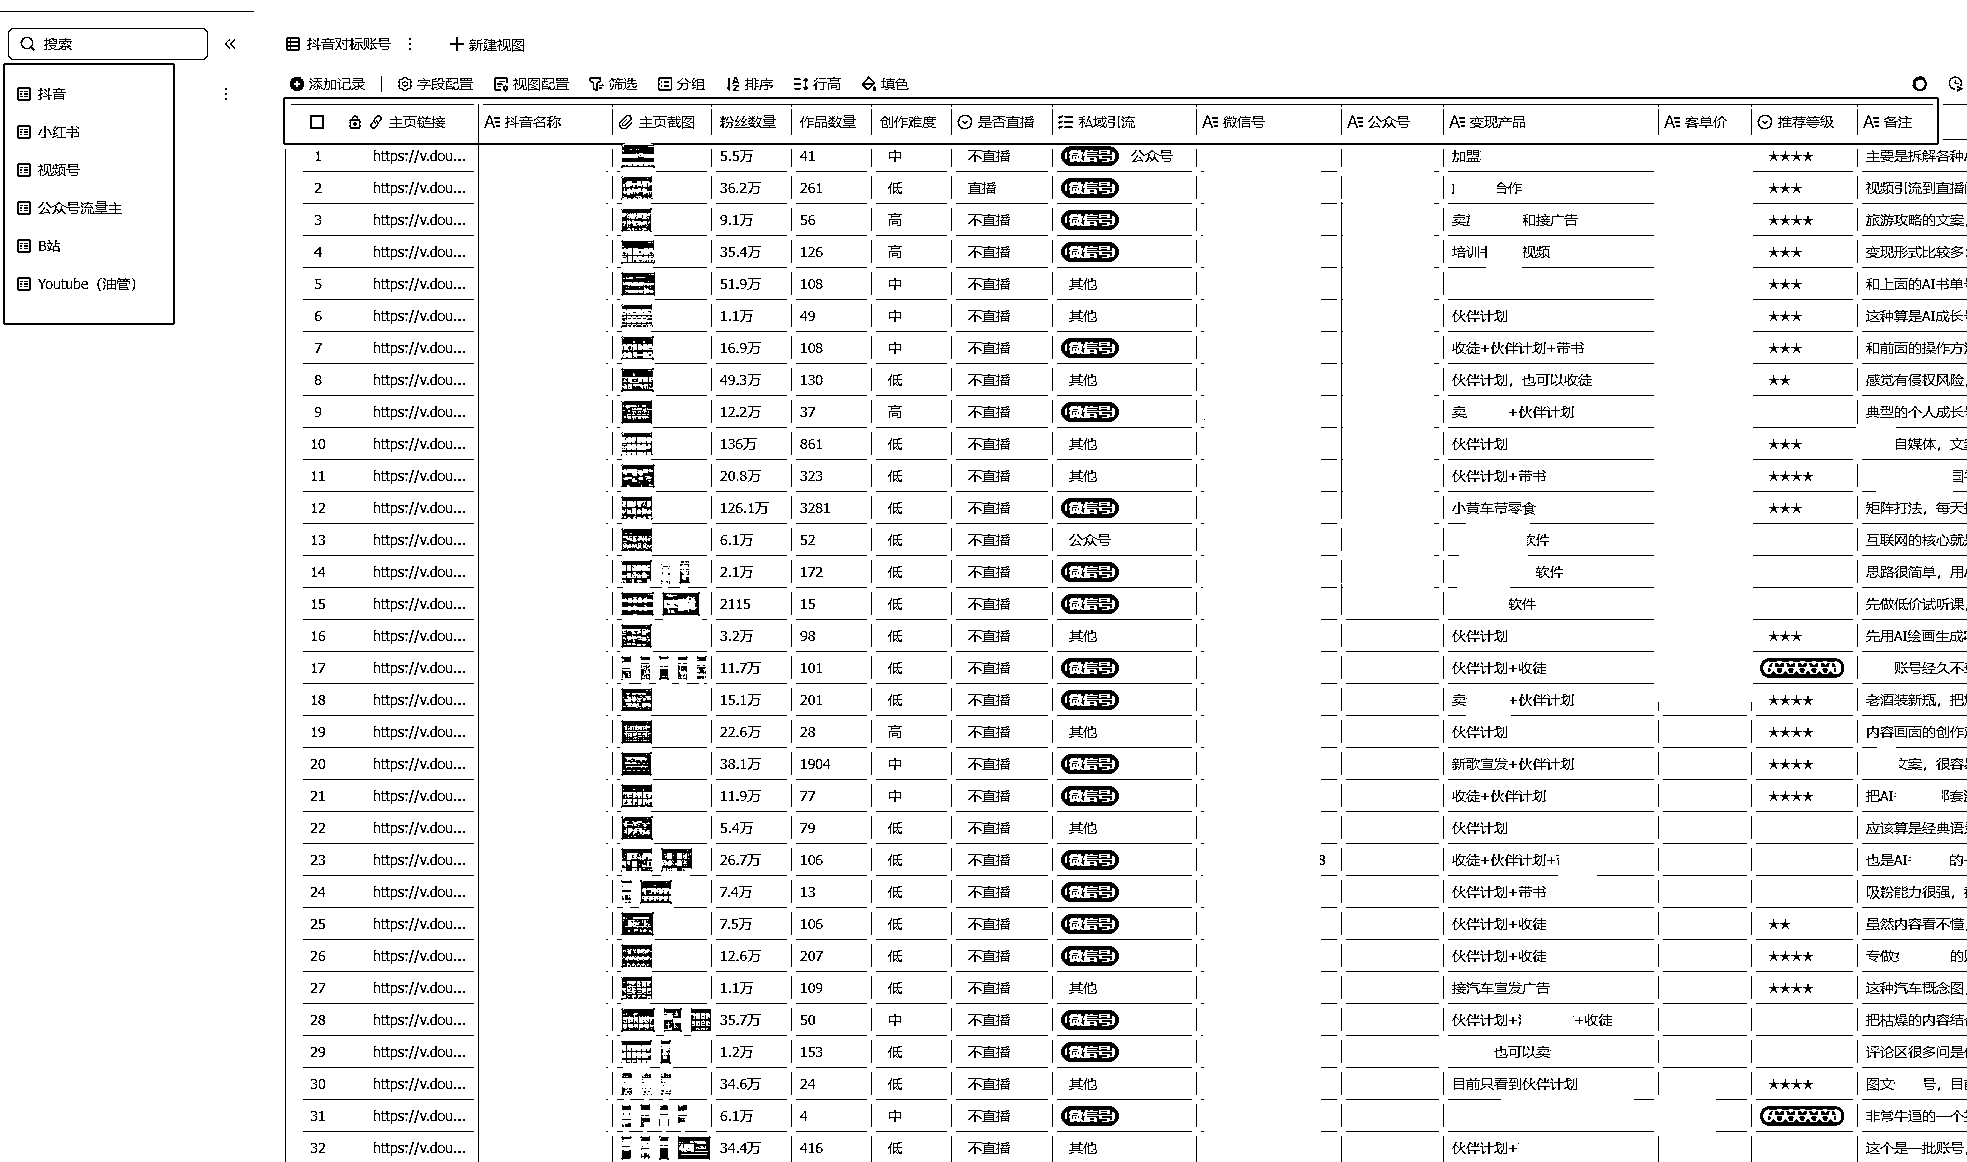 搜索
抖音
小红书
视频号
公众号流量主
B站
Youtube（油管）
抖音对标账号 新建视图
添加记录 字段配置 视图配置 筛选 分组 排序 行高 填色
主页链接 抖音名称 主页截图 粉丝数量 作品数量 创作难度 是否直播 私域引流 微信号 公众号 变现产品 客单价 推荐等级 备注
1 https://v.dou... 5.5万 41 中 不直播 微信号 公众号 加盟 ★★★★ 主要是拆解各种
2 https://v.dou... 36.2万 261 低 直播 微信号 合作 ★★★ 视频引流到直播
3 https://v.dou... 9.1万 56 高 不直播 微信号 卖 和接广告 ★★★★ 旅游攻略的文案，
4 https://v.dou... 35.4万 126 高 不直播 微信号 培训 视频 ★★★ 变现形式比较多
5 https://v.dou... 51.9万 108 中 不直播 其他 ★★★ 和上面的AI书单
6 https://v.dou... 1.1万 49 中 不直播 其他 伙伴计划 ★★★ 这种算是AI成长
7 https://v.dou... 16.9万 108 中 不直播 微信号 收徒+伙伴计划+带书 ★★★ 和前面的操作方
8 https://v.dou... 49.3万 130 低 不直播 其他 伙伴计划，也可以收徒 ★★ 感觉有侵权风险，
9 https://v.dou... 12.2万 37 高 不直播 微信号 卖 +伙伴计划 典型的个人成长
10 https://v.dou... 136万 861 低 不直播 其他 伙伴计划 ★★★ 自媒体，文
11 https://v.dou... 20.8万 323 低 不直播 其他 伙伴计划+带书 ★★★★
12 https://v.dou... 126.1万 3281 低 不直播 微信号 小黄车带零食 ★★★ 矩阵打法，每天
13 https://v.dou... 6.1万 52 低 不直播 公众号 软件 互联网的核心就
14 https://v.dou... 2.1万 172 低 不直播 微信号 软件 思路很简单，用
15 https://v.dou... 2115 15 低 不直播 微信号 软件 先做低价试听课，
16 https://v.dou... 3.2万 98 低 不直播 其他 伙伴计划 ★★★ 先用AI绘画生成
17 https://v.dou... 11.7万 101 低 不直播 微信号 伙伴计划+收徒 ★★★★★ 账号经久不
18 https://v.dou... 15.1万 201 低 不直播 微信号 卖 +伙伴计划 ★★★★ 老酒装新瓶，把
19 https://v.dou... 22.6万 28 高 不直播 其他 伙伴计划 ★★★★ 内容画面的创作
20 https://v.dou... 38.1万 1904 中 不直播 微信号 新歌宣发+伙伴计划 ★★★★ 文案，很容
21 https://v.dou... 11.9万 77 中 不直播 微信号 收徒+伙伴计划 ★★★★ 把AI 那套
22 https://v.dou... 5.4万 79 低 不直播 其他 伙伴计划 应该算是经典语
23 https://v.dou... 26.7万 106 低 不直播 微信号 收徒+伙伴计划+ 也是AI 的
24 https://v.dou... 7.4万 13 低 不直播 微信号 伙伴计划+带书 吸粉能力很强，
25 https://v.dou... 7.5万 106 低 不直播 微信号 伙伴计划+收徒 ★★ 虽然内容看不懂，
26 https://v.dou... 12.6万 207 低 不直播 微信号 伙伴计划+收徒 ★★★★ 专做 的
27 https://v.dou... 1.1万 109 低 不直播 其他 接汽车宣发广告 ★★★★ 这种汽车概念图，
28 https://v.dou... 35.7万 50 中 不直播 微信号 伙伴计划+ +收徒 把枯燥的内容结
29 https://v.dou... 1.2万 153 低 不直播 微信号 也可以卖 评论区很多问是
30 https://v.dou... 34.6万 24 低 不直播 其他 目前只看到伙伴计划 ★★★★ 图文 号，目
31 https://v.dou... 6.1万 4 中 不直播 微信号 ★★★★★ 非常牛逼的一个
32 https://v.dou... 34.4万 416 低 不直播 其他 伙伴计划+ 这个是一批账号，